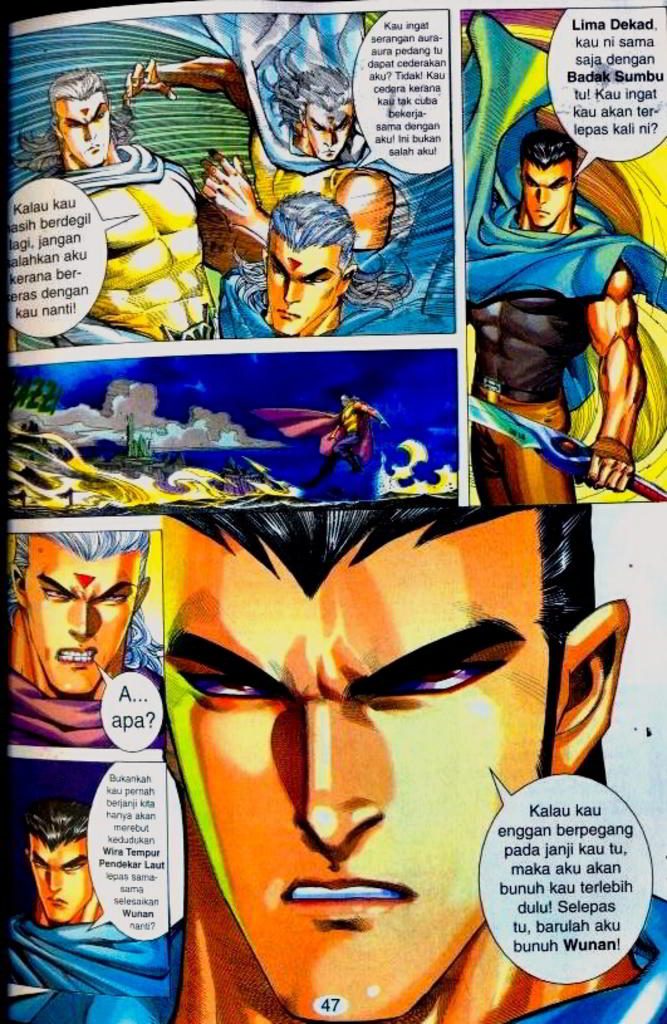 Kau ingat
serangan aura-
aura pedang tu
dapat cederakan
aku? Tidak! Kau
cedera kerana
kau tak cuba
bekerja-
sama dengan
aku! Ini bukan
salah aku!
Kalau kau
masih berdegil
lagi, jangan
salahkan aku
kerana ber-
keras dengan
kau nanti!
Lima Dekad,
kau ni sama
saja dengan
Badak Sumbu
tu! Kau ingat
kau akan ter-
lepas kali ni?
A...
apa?
Bukankah
kau pernah
berjanji kita
hanya akan
merebut
kedudukan
Wira Tempur
Pendekar Laut
lepas sama-
sama
selesaikan
Wunan
nanti?
Kalau kau
enggan berpegang
pada janji kau tu,
maka aku akan
bunuh kau terlebih
dulu! Selepas
tu, barulah aku
bunuh Wunan!
47